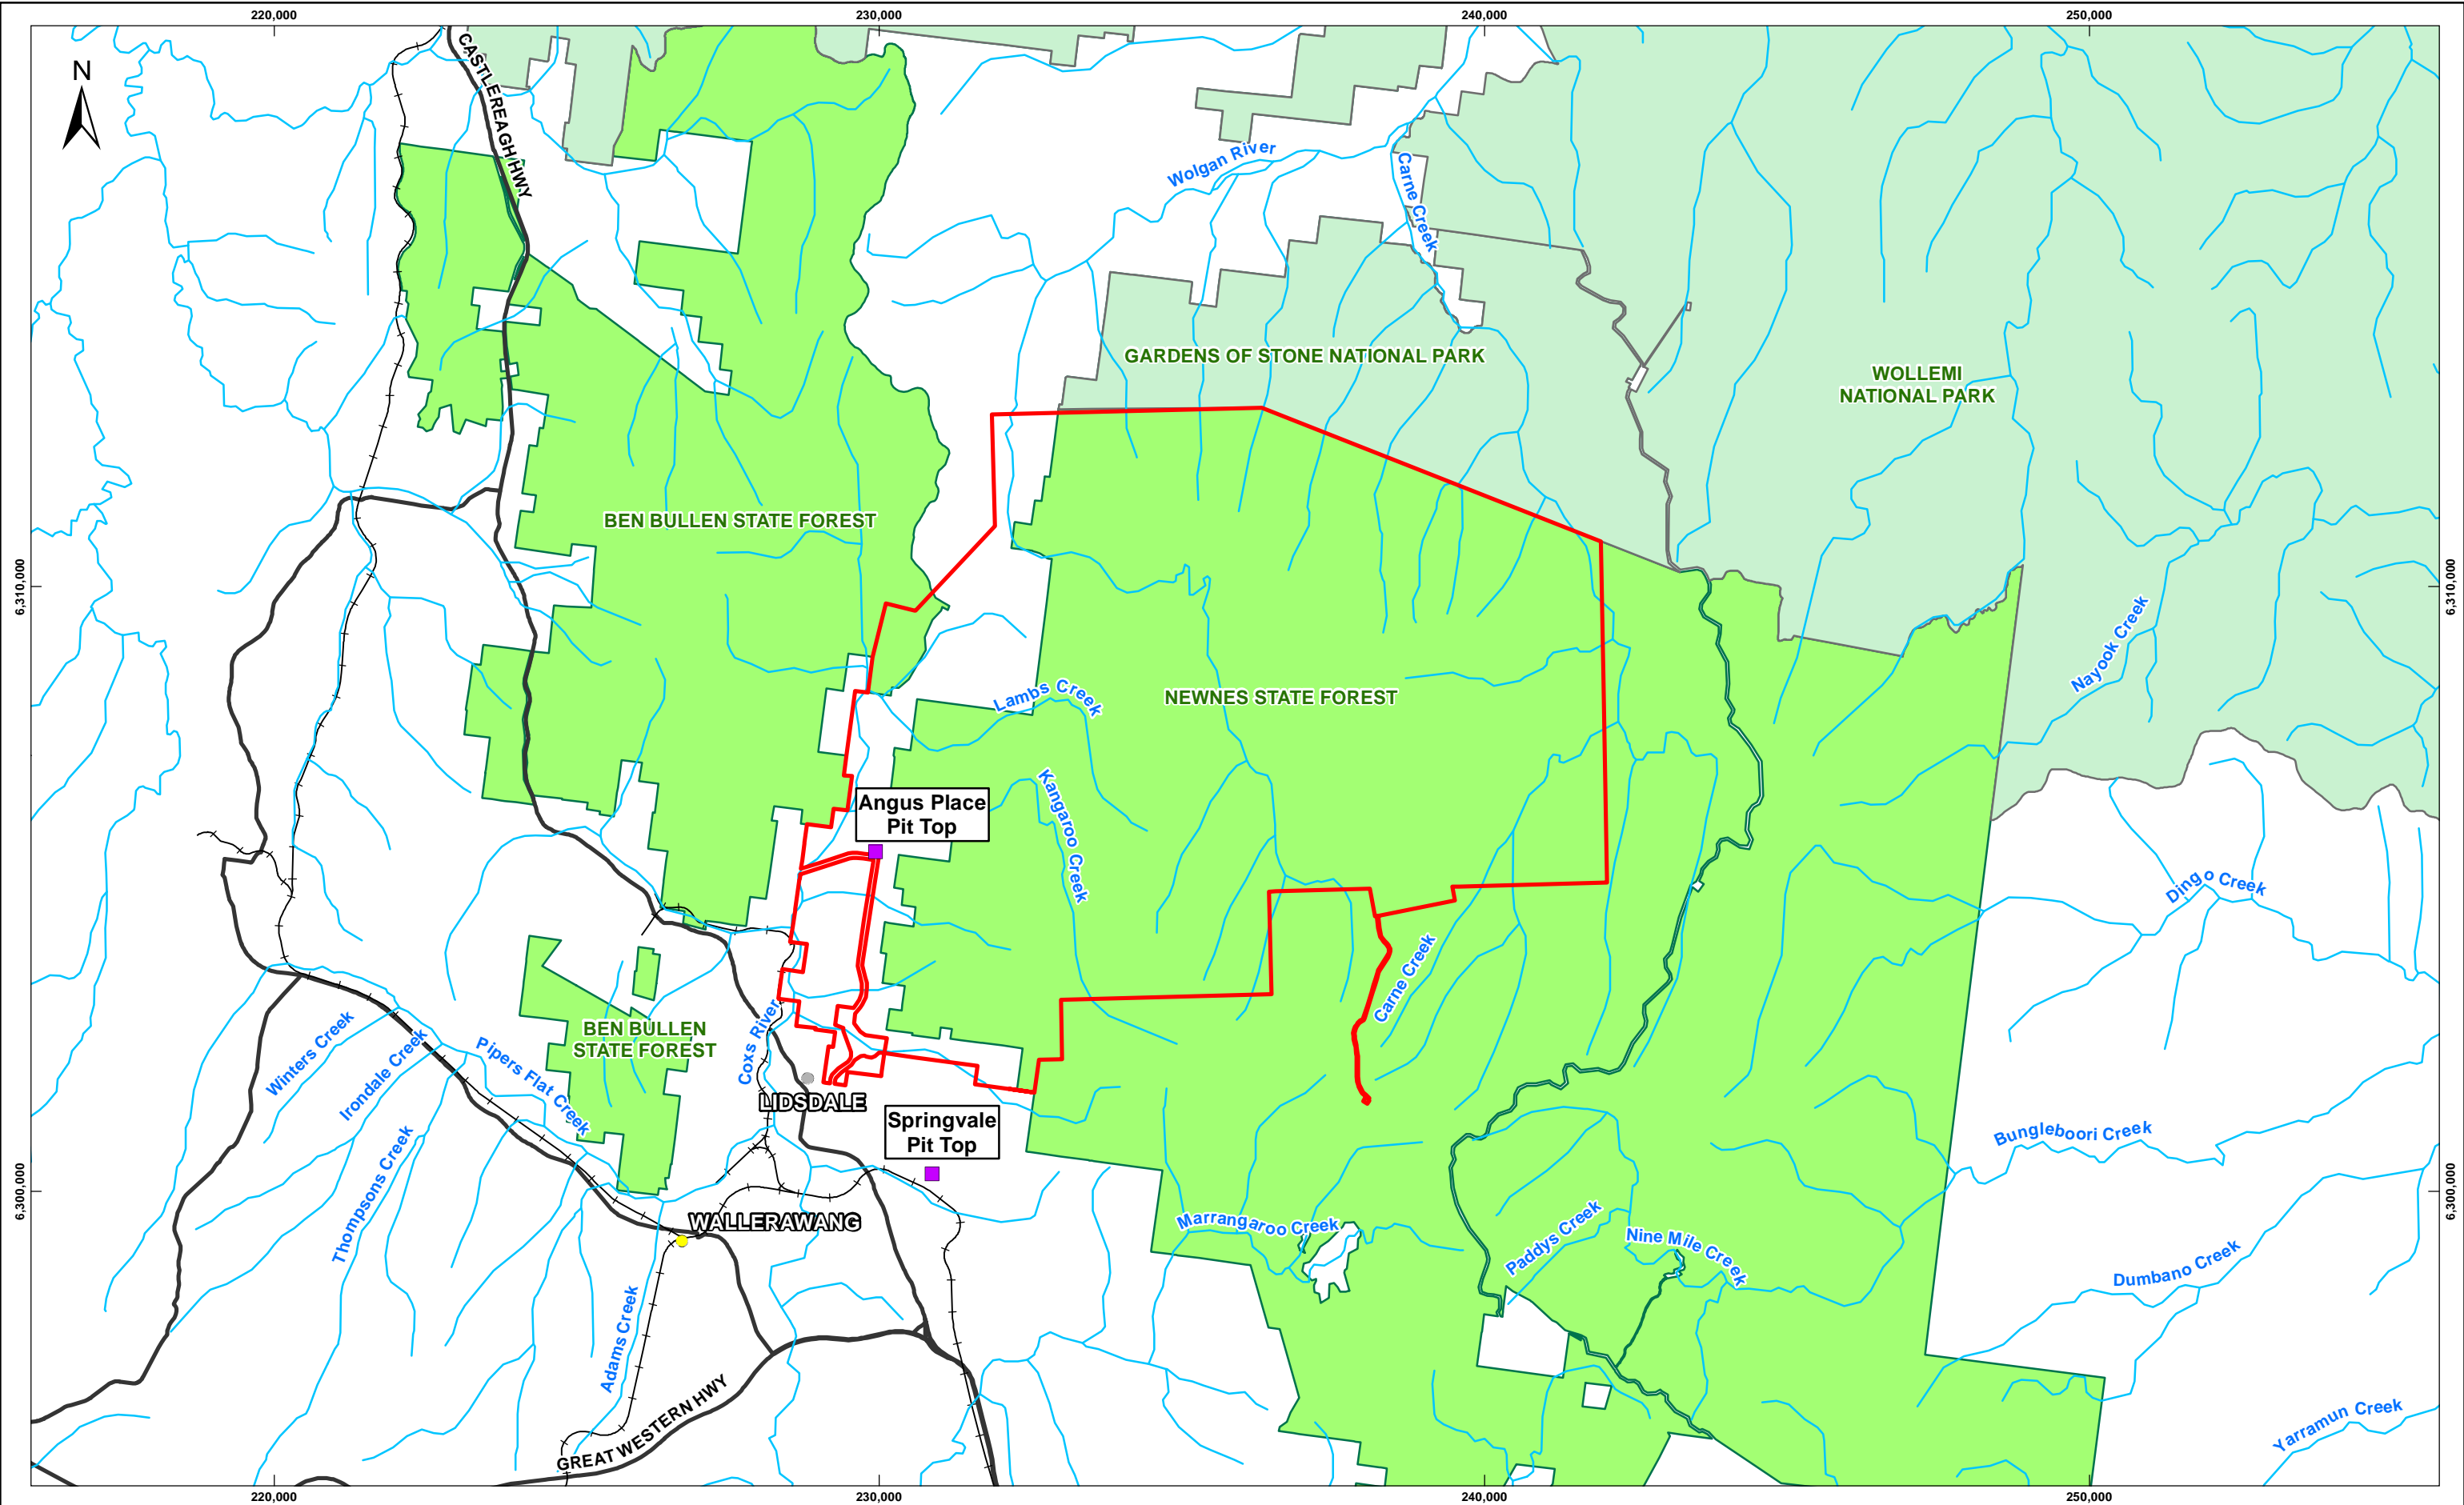 220,000
230,000
240,000
250,000
N
CASTLEREAGH HWY
Wolgan River
Carne Creek
GARDENS OF STONE NATIONAL PARK
WOLLEMI
NATIONAL PARK
BEN BULLEN STATE FOREST
6,310,000
6,310,000
Nayook Creek
Lambs Creek
NEWNES STATE FOREST
Kangaroo Creek
Angus Place
Pit Top
Dingo Creek
Carne Creek
Coxs River
BEN BULLEN
STATE FOREST
Winters Creek
Irondale Creek
Pipers Flat Creek
Thompsons Creek
LIDSDALE
Springvale
Pit Top
Bungleboori Creek
6,300,000
6,300,000
WALLERAWANG
Marrangaroo Creek
Paddys Creek
Nine Mile Creek
Dumbano Creek
Adams Creek
GREAT WESTERN HWY
Yarramun Creek
220,000
230,000
240,000
250,000